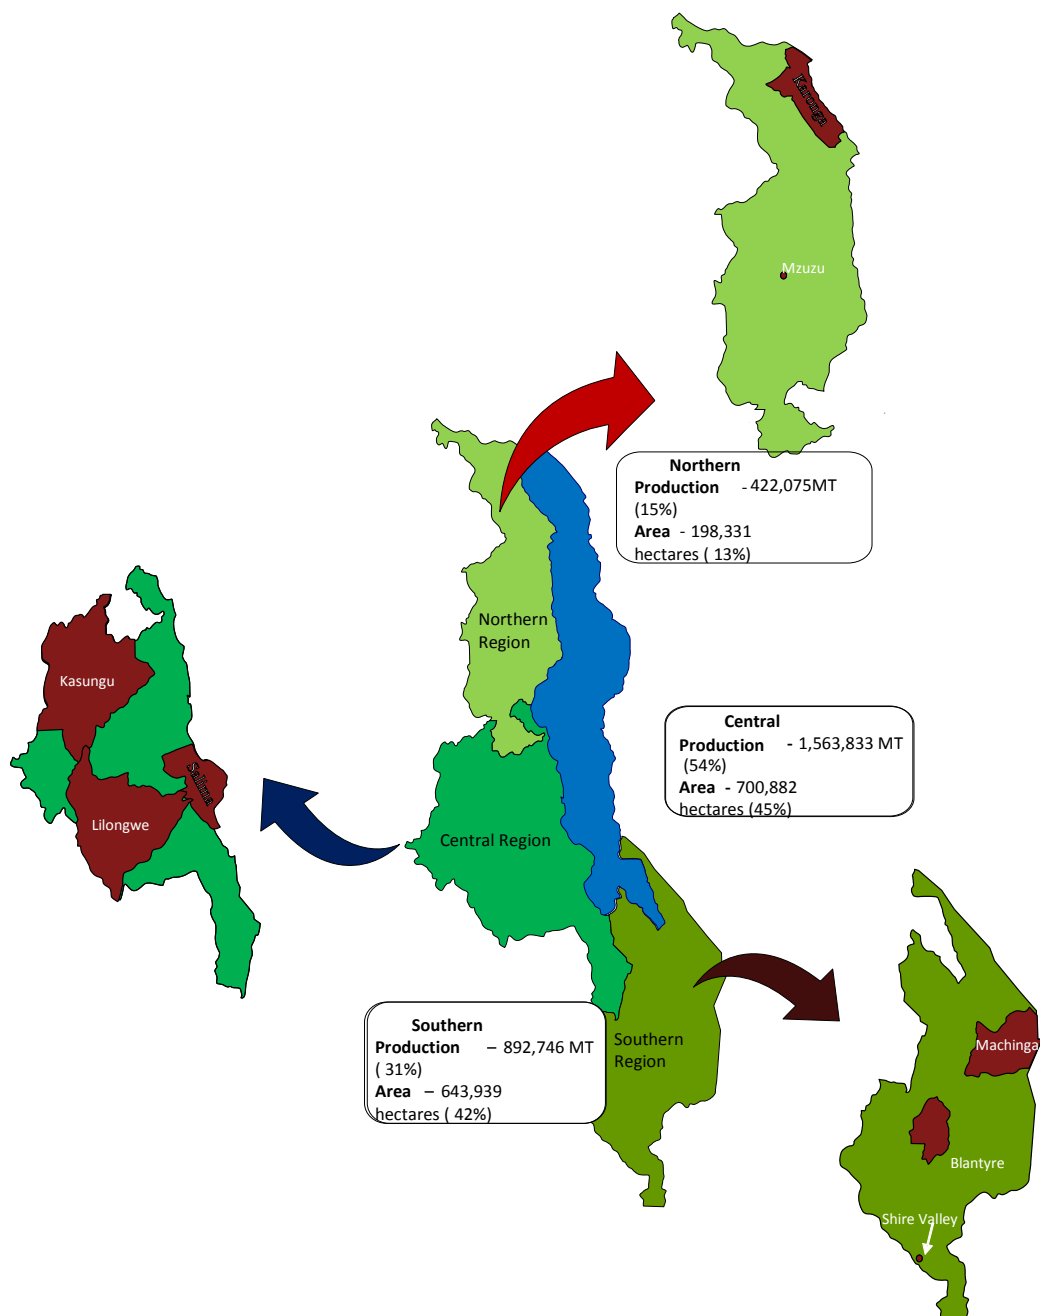 Karonga
Mzuzu
Northern
Production - 422,075MT
(15%)
Area - 198,331
hectares ( 13%)
Northern
Region
Kasungu
Salima
Lilongwe
Central
Production - 1,563,833 MT
(54%)
Area - 700,882
hectares (45%)
Central Region
Southern
Production – 892,746 MT
( 31%)
Area – 643,939
hectares ( 42%)
Southern
Region
Machinga
Blantyre
Shire Valley